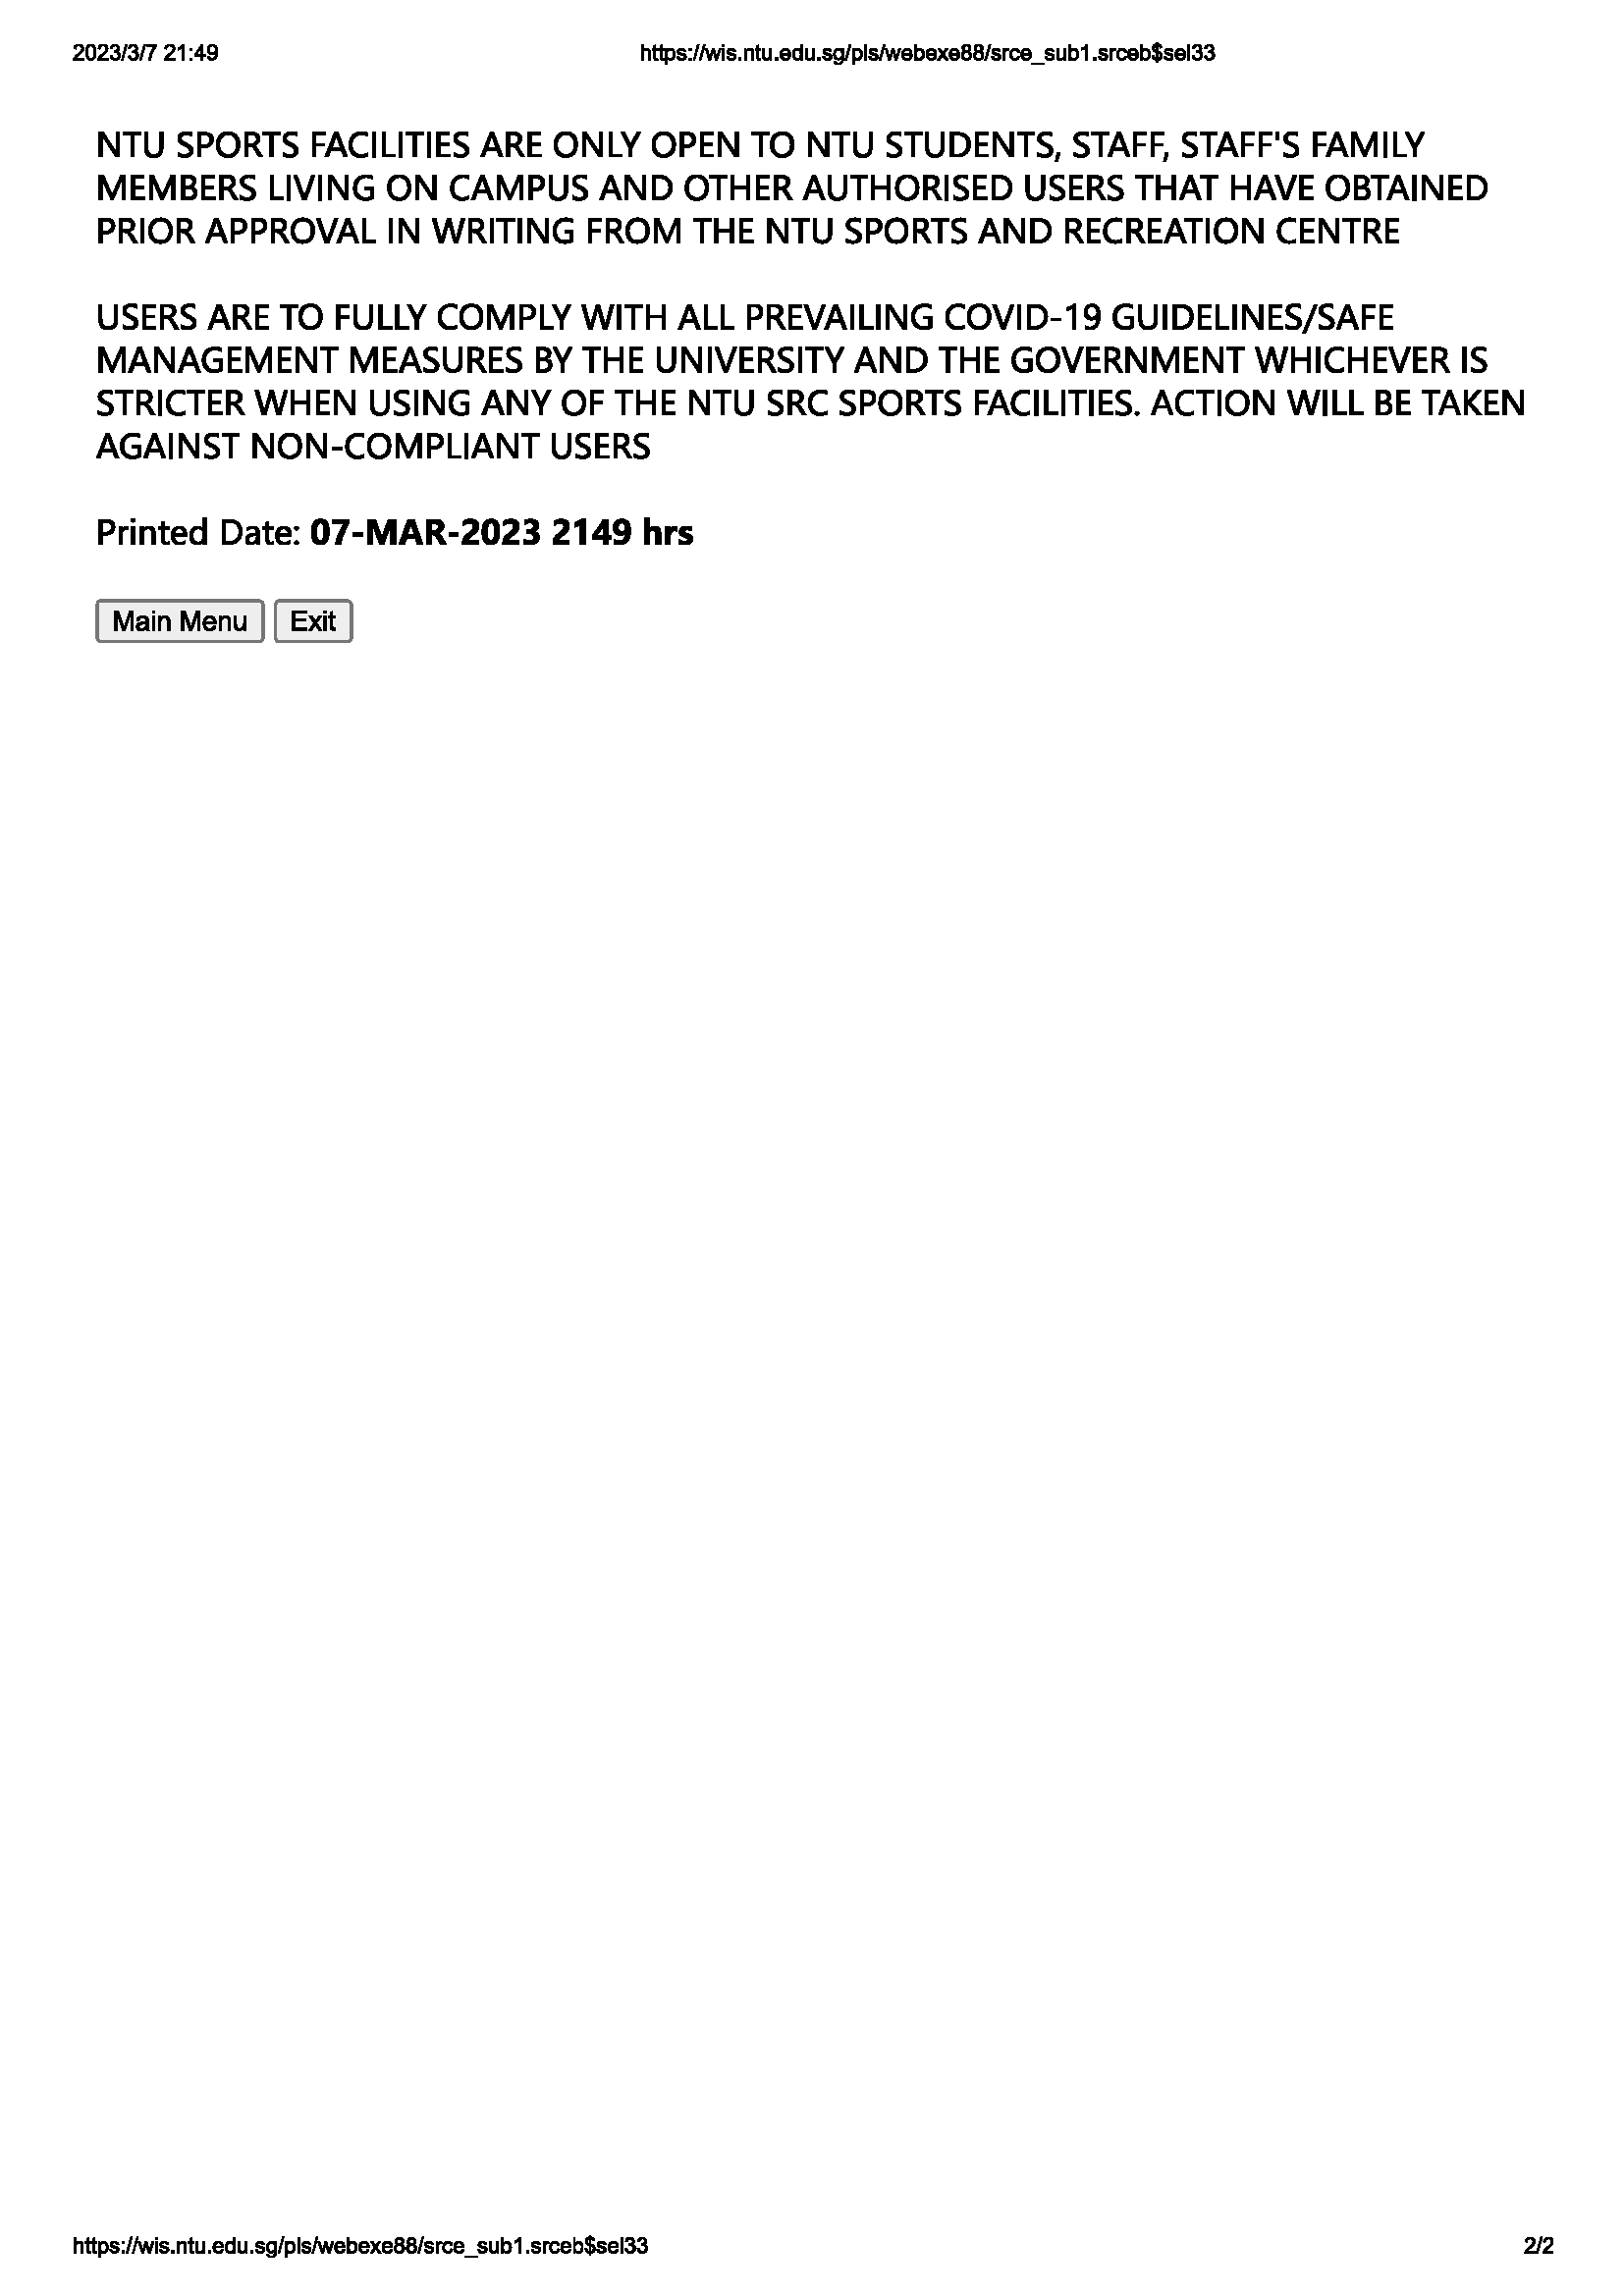 2023/3/7 21:49
https://wis.ntu.edu.sg/pls/webexe88/srce_sub1.srceb$sel33
NTU SPORTS FACILITIES ARE ONLY OPEN TO NTU STUDENTS, STAFF, STAFF'S FAMILY
MEMBERS LIVING ON CAMPUS AND OTHER AUTHORISED USERS THAT HAVE OBTAINED
PRIOR APPROVAL IN WRITING FROM THE NTU SPORTS AND RECREATION CENTRE
USERS ARE TO FULLY COMPLY WITH ALL PREVAILING COVID-19 GUIDELINES/SAFE
MANAGEMENT MEASURES BY THE UNIVERSITY AND THE GOVERNMENT WHICHEVER IS
STRICTER WHEN USING ANY OF THE NTU SRC SPORTS FACILITIES. ACTION WILL BE TAKEN
AGAINST NON-COMPLIANT USERS
Printed Date: 07-MAR-2023 2149 hrs
Main Menu Exit
https://wis.ntu.edu.sg/pls/webexe88/srce_sub1.srceb$sel33
2/2